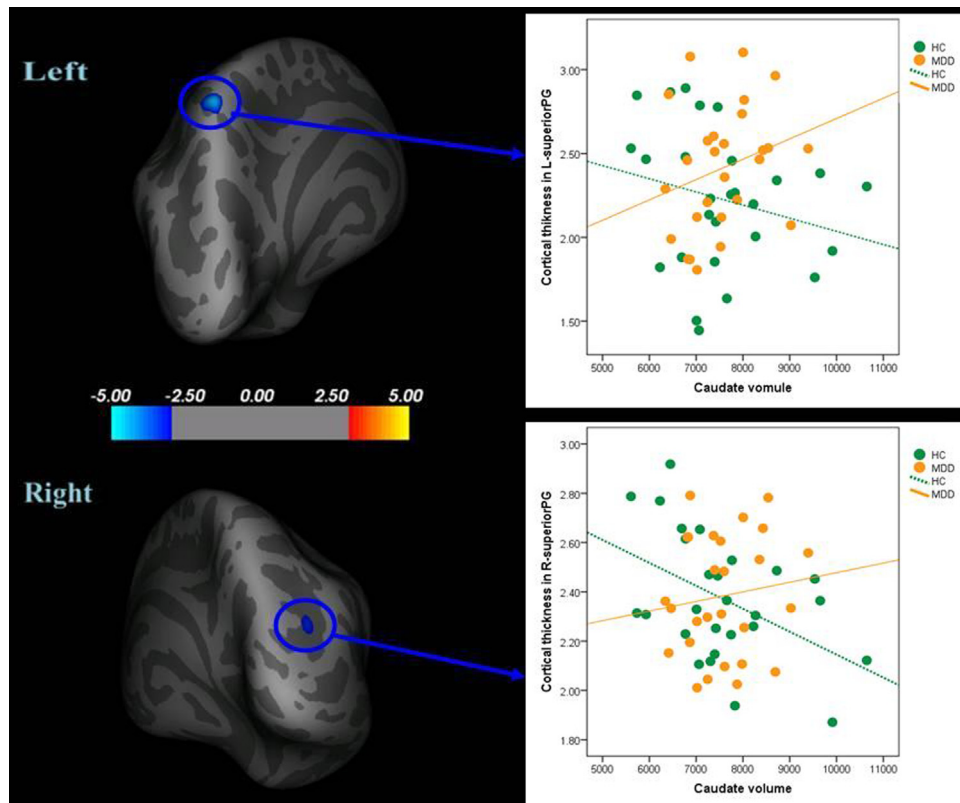 Left
Cortical thikness in L-superiorPG
3.00
2.50
2.00
1.50
5000 6000 7000 8000 9000 10000 11000
Caudate vomule
HC
MDD
HC
MDD
-5.00 -2.50 0.00 2.50 5.00
Right
Cortical thickness in R-superiorPG
3.00
2.80
2.60
2.40
2.20
2.00
1.80
5000 6000 7000 8000 9000 10000 11000
Caudate volume
HC
MDD
HC
MDD